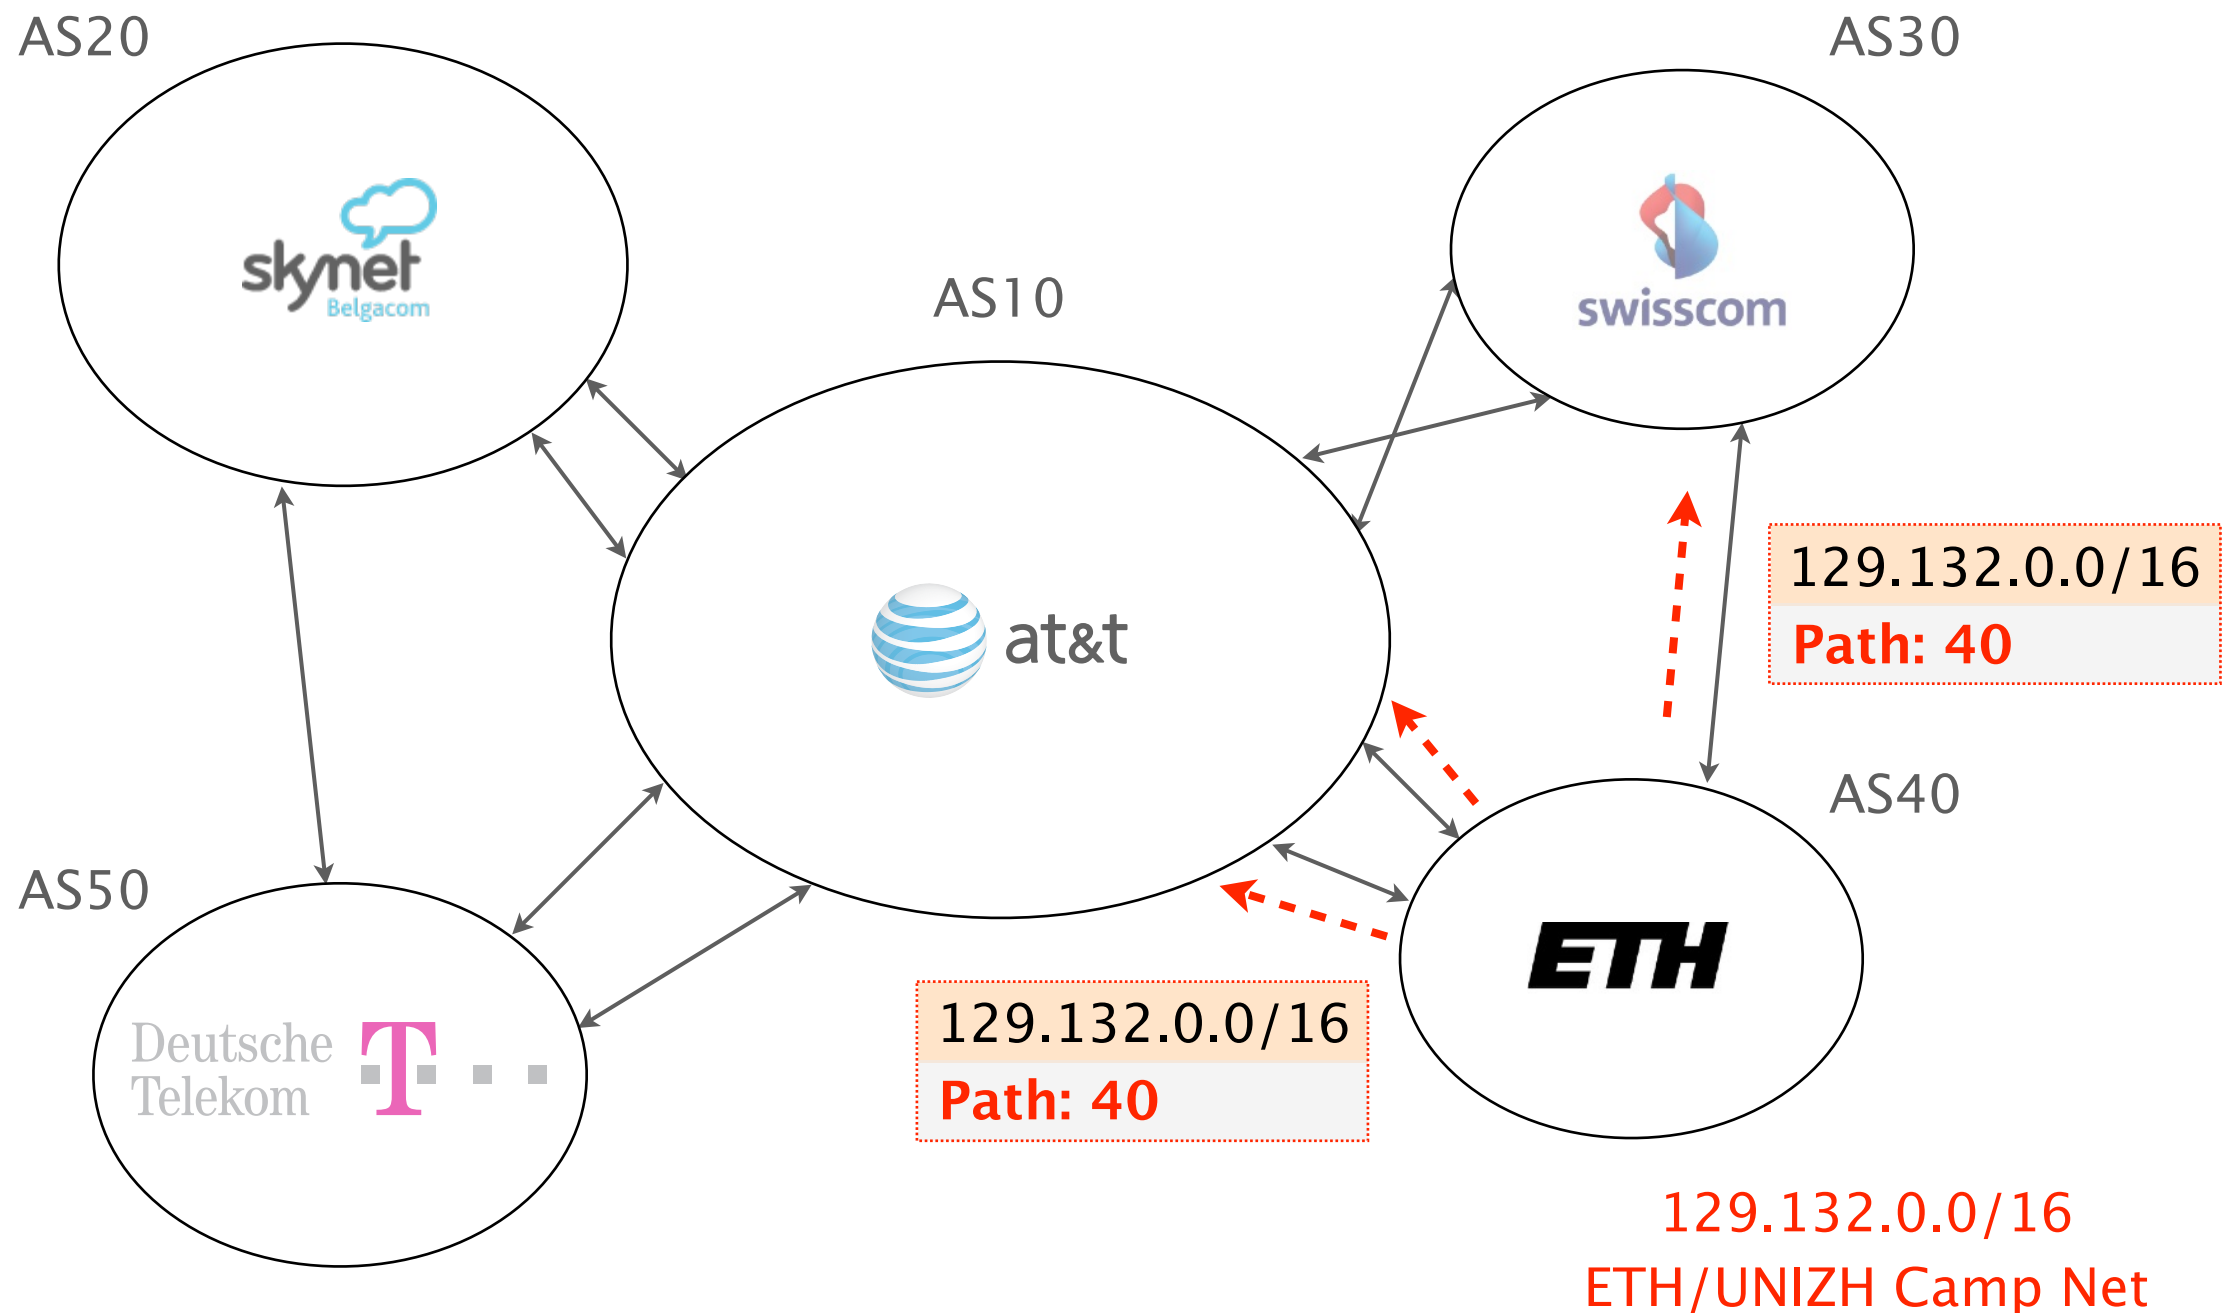 AS20
AS30
skynet
Belgacom
swisscom
AS10
at&t
129.132.0.0/16
Path: 40
AS40
AS50
ETH
Deutsche
Telekom
T
129.132.0.0/16
Path: 40
129.132.0.0/16
ETH/UNIZH Camp Net